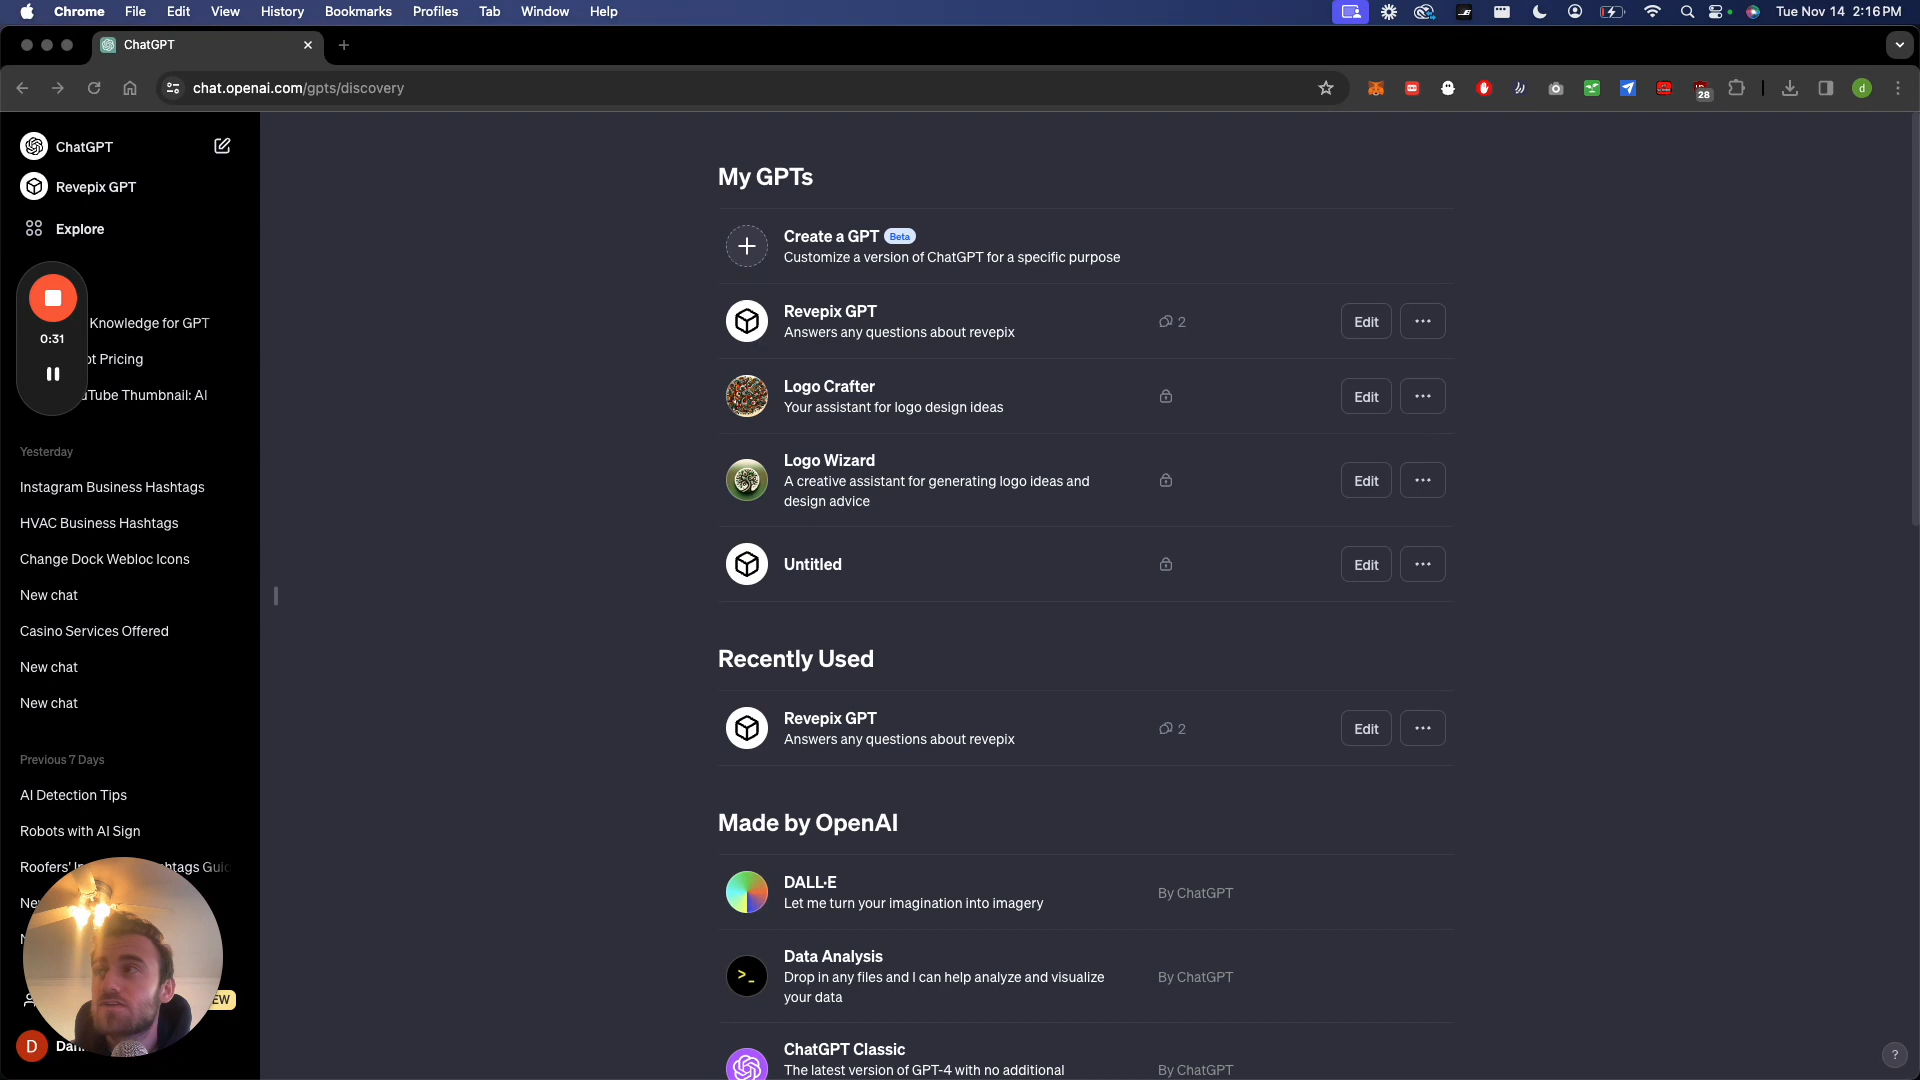 Chrome File Edit View History Bookmarks Profiles Tab Window Help
Tue Nov 14 2:16 PM
ChatGPT
chat.openai.com/gpts/discovery
28
d
ChatGPT
Revepix GPT
Explore
0:31
Knowledge for GPT
Pricing
Thumbnail: AI
Yesterday
Instagram Business Hashtags
HVAC Business Hashtags
Change Dock Webloc Icons
New chat
Casino Services Offered
New chat
New chat
Previous 7 Days
AI Detection Tips
Robots with AI Sign
Roofers'
D
My GPTs
Create a GPT Beta
Customize a version of ChatGPT for a specific purpose
Revepix GPT
Answers any questions about revepix
2
Edit
Logo Crafter
Your assistant for logo design ideas
Edit
Logo Wizard
A creative assistant for generating logo ideas and
design advice
Edit
Untitled
Edit
Recently Used
Revepix GPT
Answers any questions about revepix
2
Edit
Made by OpenAI
DALL·E
Let me turn your imagination into imagery
By ChatGPT
Data Analysis
Drop in any files and I can help analyze and visualize
your data
By ChatGPT
ChatGPT Classic
The latest version of GPT-4 with no additional
By ChatGPT
?